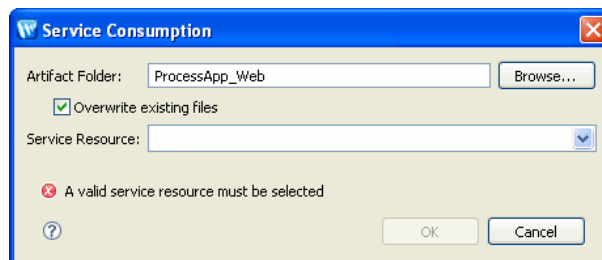 Service Consumption
Artifact Folder: ProcessApp_Web Browse...
Overwrite existing files
Service Resource:
A valid service resource must be selected
OK Cancel